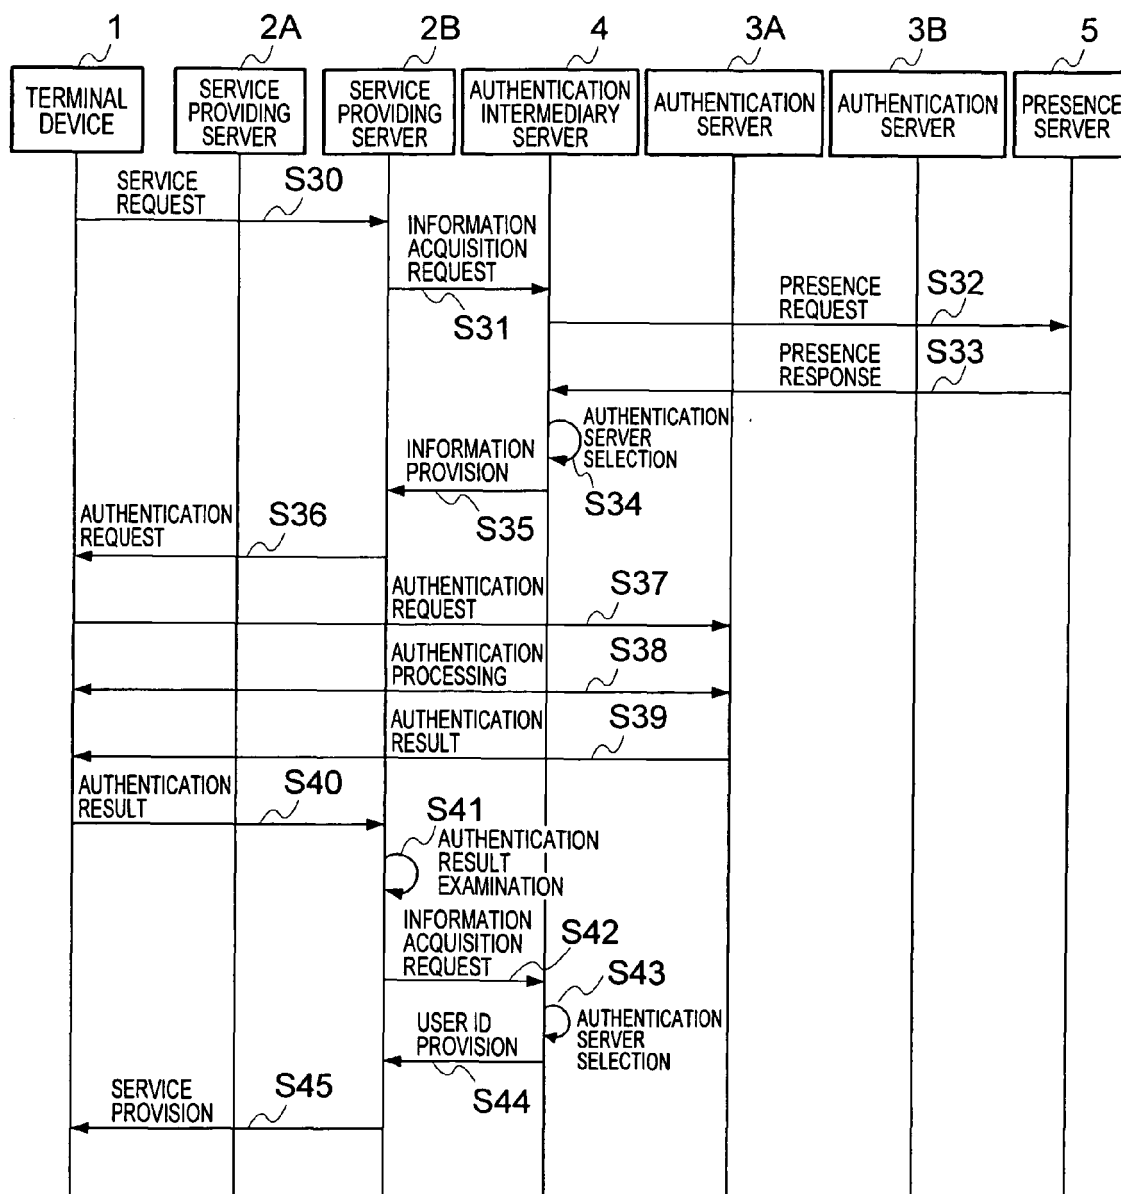 1
2A
2B
4
3A
3B
5
TERMINAL
DEVICE
SERVICE
PROVIDING
SERVER
SERVICE
PROVIDING
SERVER
AUTHENTICATION
INTERMEDIARY
SERVER
AUTHENTICATION
SERVER
AUTHENTICATION
SERVER
PRESENCE
SERVER
SERVICE
REQUEST
S30
INFORMATION
ACQUISITION
REQUEST
S31
PRESENCE
REQUEST
S32
PRESENCE
RESPONSE
S33
AUTHENTICATION
SERVER
SELECTION
S34
INFORMATION
PROVISION
S35
AUTHENTICATION
REQUEST
S36
AUTHENTICATION
REQUEST
S37
AUTHENTICATION
PROCESSING
S38
AUTHENTICATION
RESULT
S39
AUTHENTICATION
RESULT
S40
S41
AUTHENTICATION
RESULT
EXAMINATION
INFORMATION
ACQUISITION
REQUEST
S42
S43
AUTHENTICATION
SERVER
SELECTION
USER ID
PROVISION
S44
SERVICE
PROVISION
S45